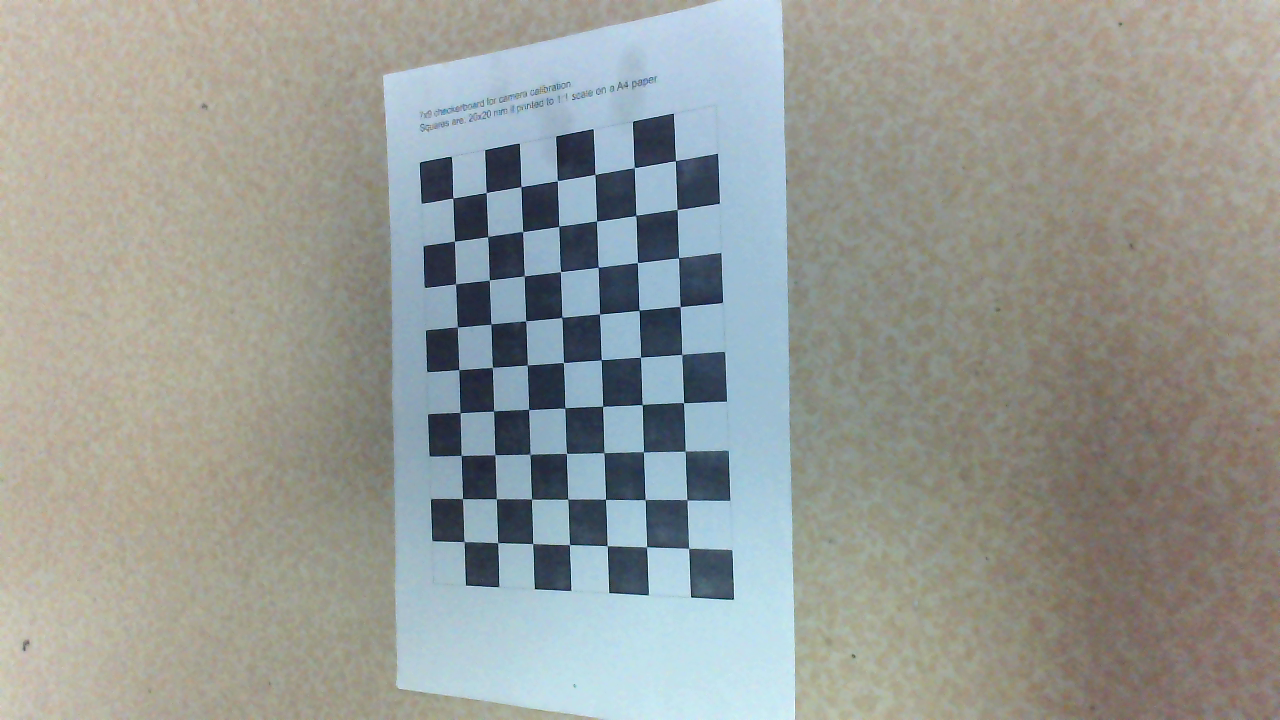 7x9 checkerboard for camera calibration.
Squares are. 20x20 mm if printed to 1:1 scale on a A4 paper